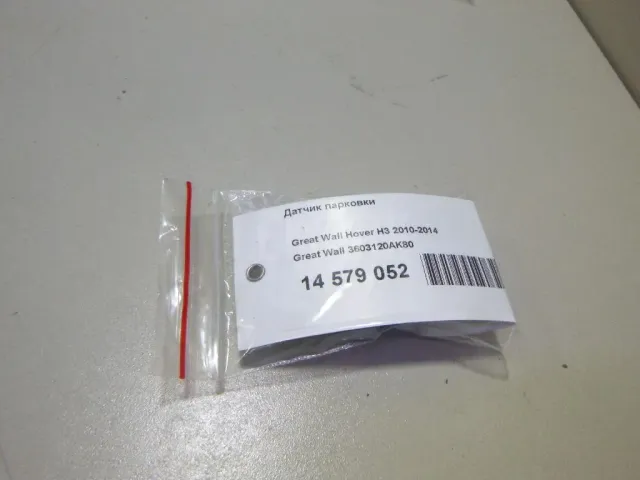 Датчик парковки
Great Wall Hover H3 2010-2014
Great Wall 3603120AK80
14 579 052